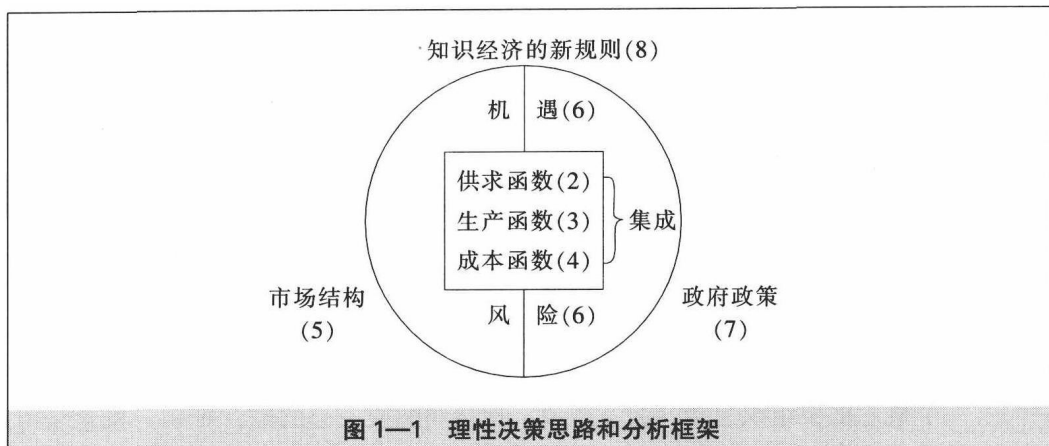 知识经济的新规则(8)
机 遇(6)
供求函数(2)
生产函数(3) 集成
成本函数(4)
市场结构
(5)
风 险(6)
政府政策
(7)
图1—1 理性决策思路和分析框架